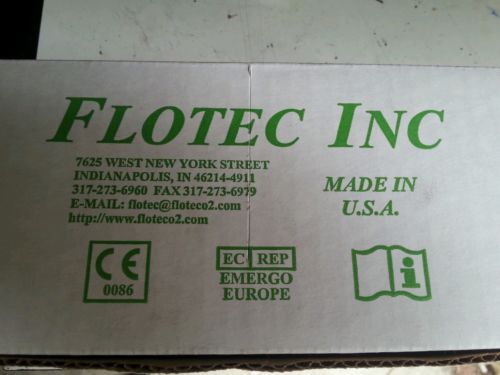 FLOTEC INC
7625 WEST NEW YORK STREET
INDIANAPOLIS, IN 46214-4911
317-273-6960 FAX 317-273-6979
E-MAIL: flotec@floteco2.com
http://www.floteco2.com
MADE IN
U.S.A.
CE
0086
EC REP
EMERGO
EUROPE
i